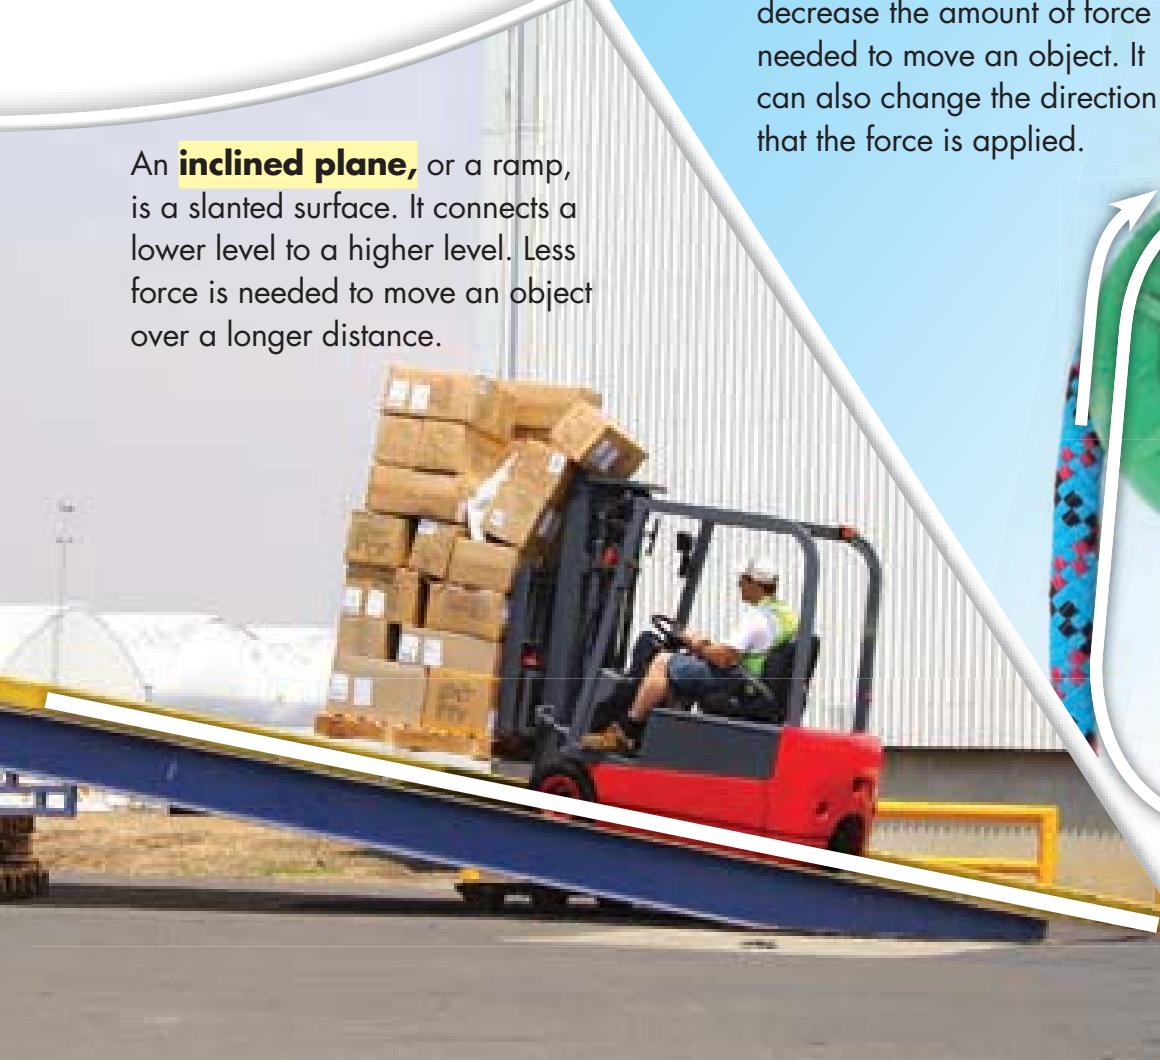 An inclined plane, or a ramp,
is a slanted surface. It connects a
lower level to a higher level. Less
force is needed to move an object
over a longer distance.
decrease the amount of force
needed to move an object. It
can also change the direction
that the force is applied.